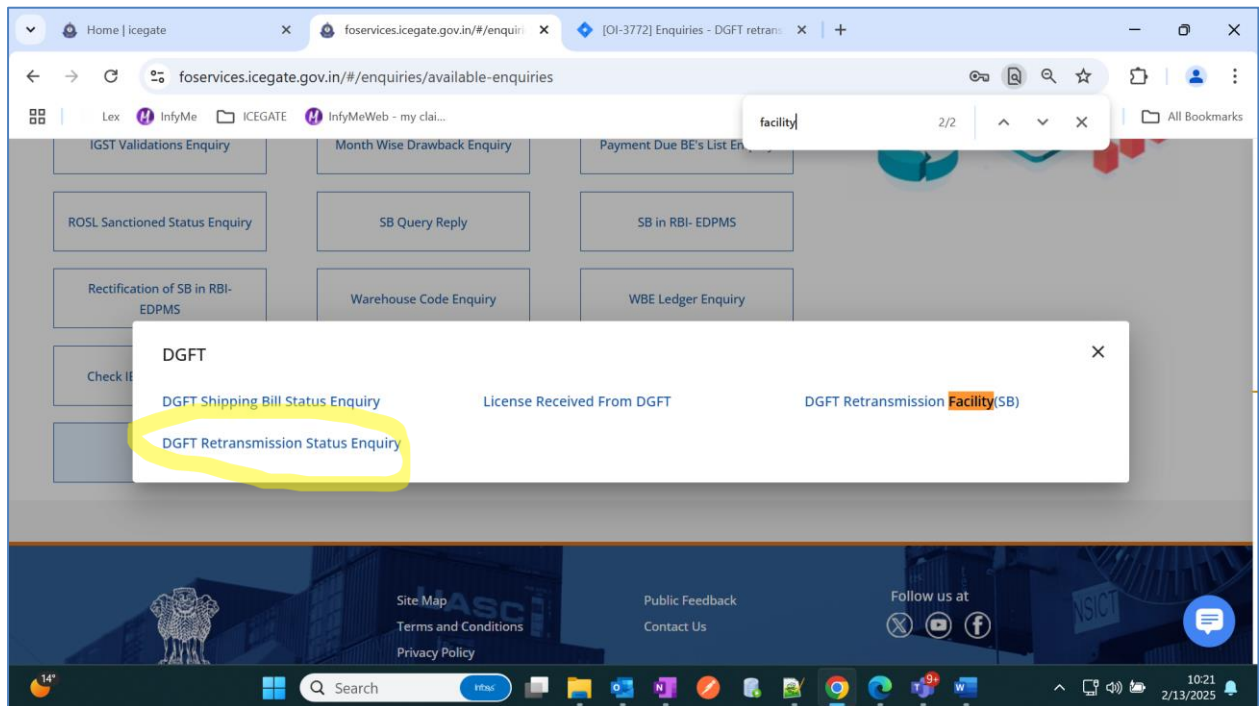 Home | icegate
foservices.icegate.gov.in/#/enquiri
[OI-3772] Enquiries - DGFT retrans
foservices.icegate.gov.in/#/enquiries/available-enquiries
Lex InfyMe ICEGATE InfyMeWeb - my clai... All Bookmarks
facility 2/2
IGST Validations Enquiry Month Wise Drawback Enquiry Payment Due BE's List En
ROSL Sanctioned Status Enquiry SB Query Reply SB in RBI- EDPMS
Rectification of SB in RBI-
EDPMS
Warehouse Code Enquiry WBE Ledger Enquiry
DGFT
Check IE
DGFT Shipping Bill Status Enquiry License Received From DGFT DGFT Retransmission Facility(SB)
DGFT Retransmission Status Enquiry
Site Map Public Feedback Follow us at
Terms and Conditions Contact Us
Privacy Policy
NSICT
14° Search 9+ 10:21
2/13/2025